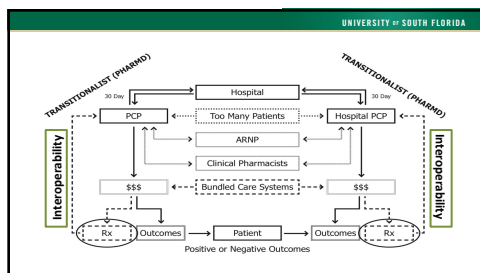 UNIVERSITY OF SOUTH FLORIDA
TRANSITIONALIST (PHARMD)
TRANSITIONALIST (PHARMD)
30 Day
Hospital
30 Day
PCP
Too Many Patients
Hospital PCP
ARNP
Clinical Pharmacists
Interoperability
Interoperability
$$$
Bundled Care Systems
$$$
Rx
Outcomes
Patient
Outcomes
Rx
Positive or Negative Outcomes